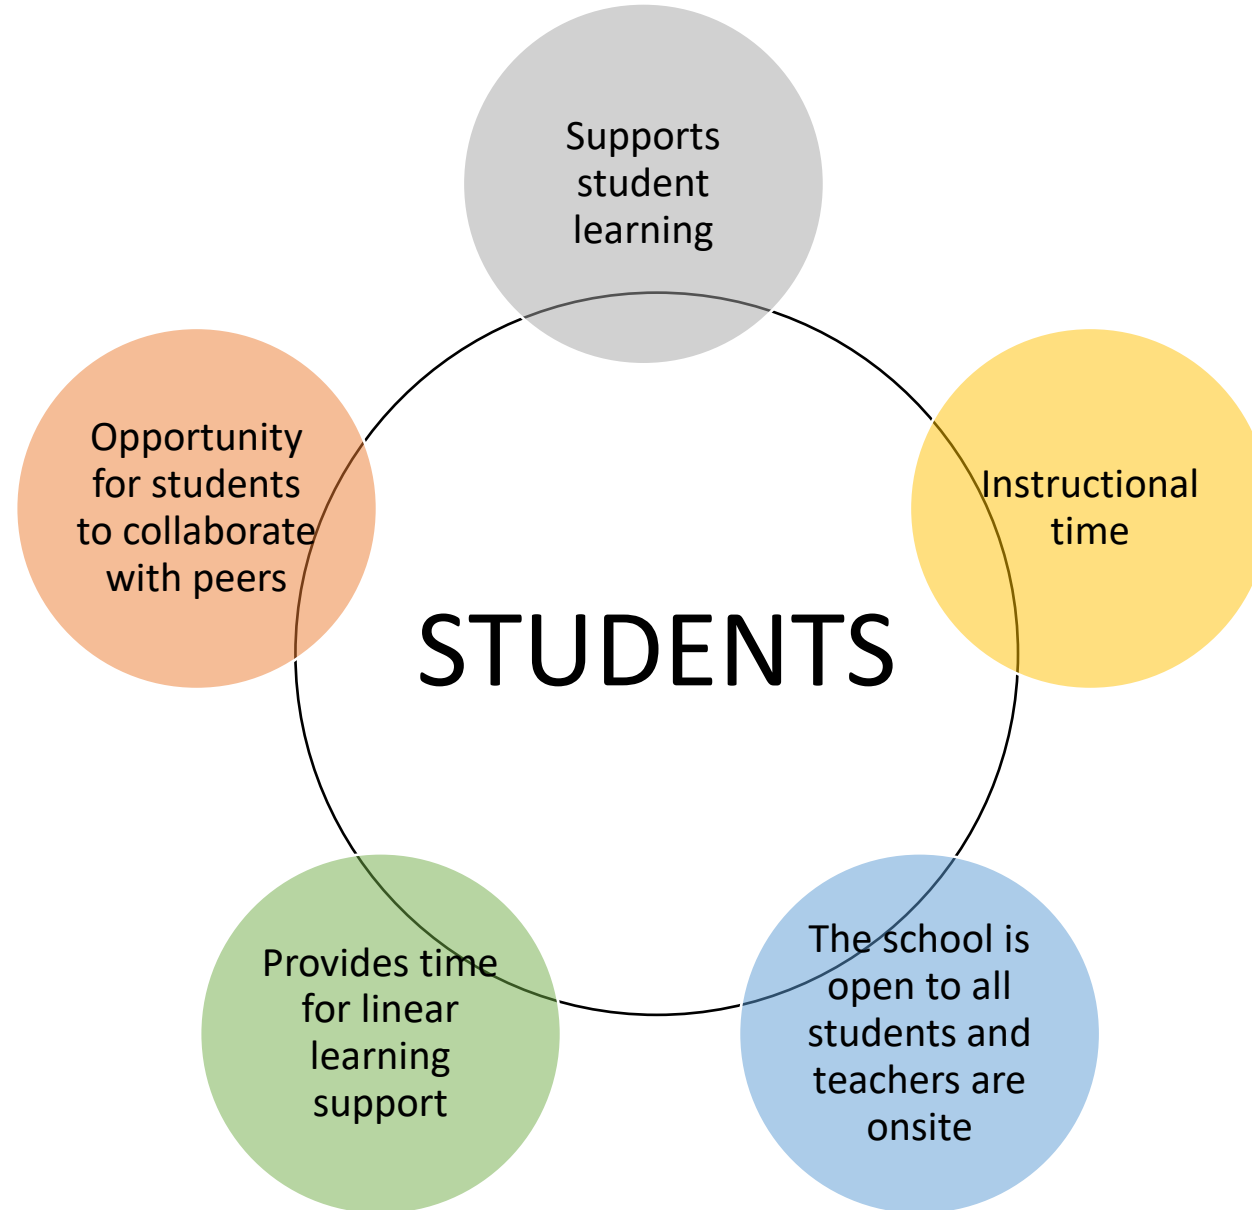 Supports
student
learning
Instructional
time
The school is
open to all
students and
teachers are
onsite
Provides time
for linear
learning
support
Opportunity
for students
to collaborate
with peers
STUDENTS